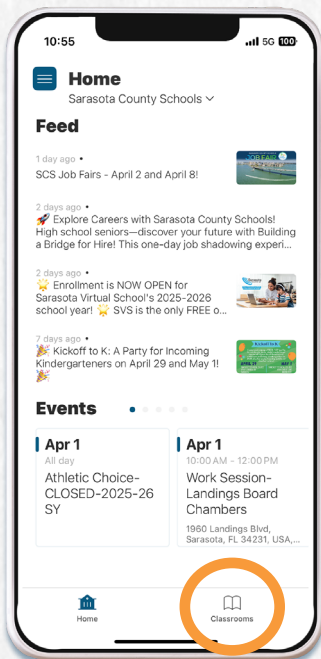 10:55
5G 100
Home
Sarasota County Schools
Feed
1 day ago •
SCS Job Fairs - April 2 and April 8!
JOB FAIR
2 days ago •
🚀 Explore Careers with Sarasota County Schools!
High school seniors—discover your future with Building
a Bridge for Hire! This one-day job shadowing experi...
2 days ago •
🌟 Enrollment is NOW OPEN for
Sarasota Virtual School's 2025-2026
school year! 🌟 SVS is the only FREE o...
7 days ago •
🎉 Kickoff to K: A Party for Incoming
Kindergarteners on April 29 and May 1!
🎉
Events
Apr 1
All day
Athletic Choice-
CLOSED-2025-26
SY
Apr 1
10:00 AM - 12:00 PM
Work Session-
Landings Board
Chambers
1960 Landings Blvd,
Sarasota, FL 34231, USA,...
Home
Classrooms